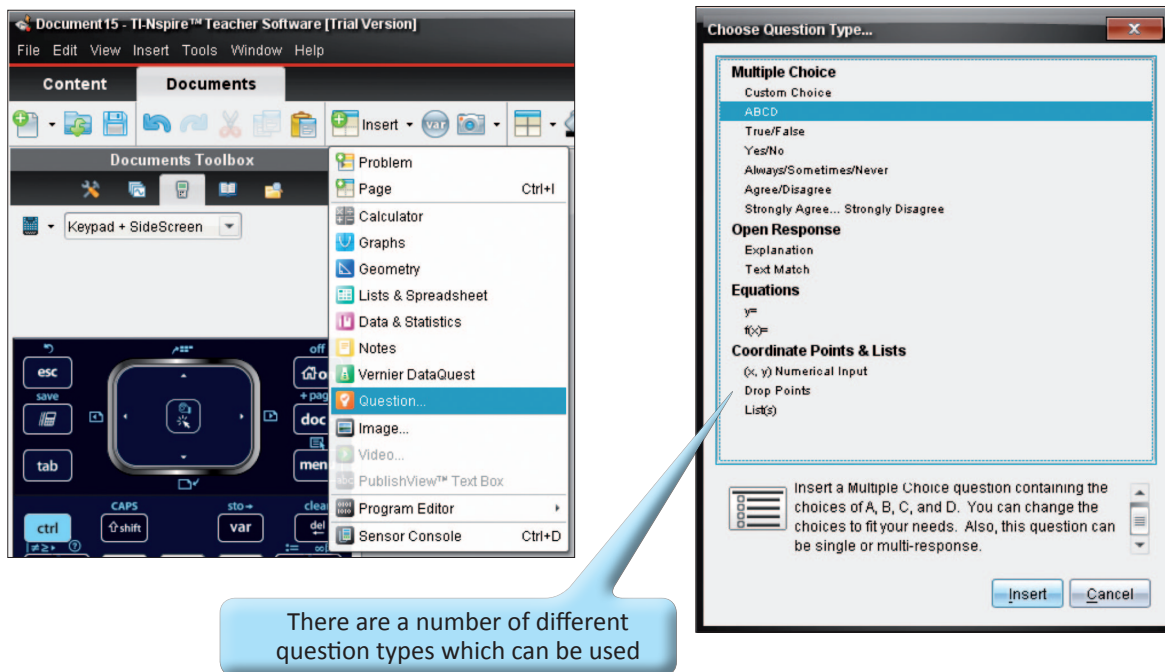 Document15 - TI-Nspire™ Teacher Software [Trial Version]
File Edit View Insert Tools Window Help
Content Documents
Insert var
Documents Toolbox
Keypad + SideScreen
Problem
Page Ctrl+I
Calculator
Graphs
Geometry
Lists & Spreadsheet
Data & Statistics
Notes
Vernier DataQuest
Question...
Image...
Video...
PublishView™ Text Box
Program Editor
Sensor Console Ctrl+D
off
esc
save
+ pag
doc
tab
men
CAPS
sto→
clea
ctrl
shift
var
del
Choose Question Type...
Multiple Choice
Custom Choice
ABCD
True/False
Yes/No
Always/Sometimes/Never
Agree/Disagree
Strongly Agree... Strongly Disagree
Open Response
Explanation
Text Match
Equations
y=
f(x)=
Coordinate Points & Lists
(x, y) Numerical Input
Drop Points
List(s)
Insert a Multiple Choice question containing the
choices of A, B, C, and D. You can change the
choices to fit your needs. Also, this question can
be single or multi-response.
Insert Cancel
There are a number of different
question types which can be used